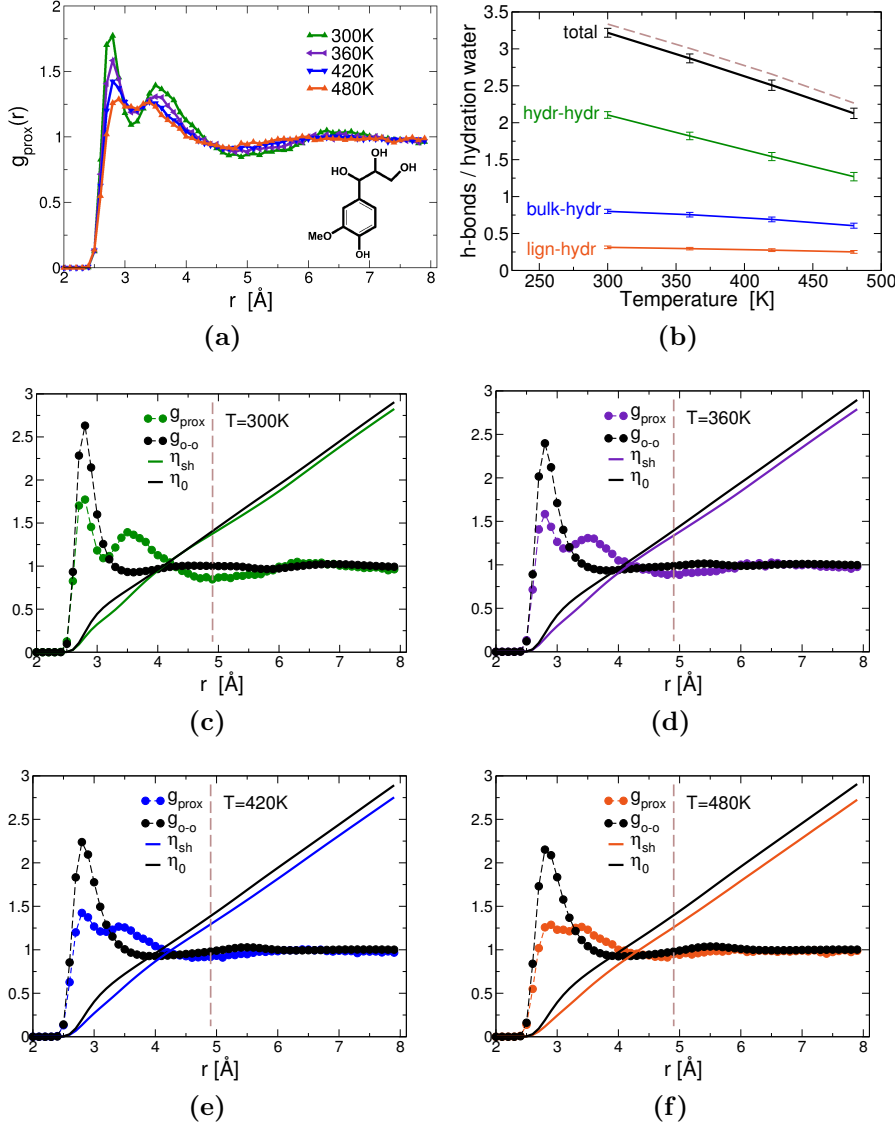 300K
360K
420K
480K
g_prox(r)
1.5
1
0.5
0
2 3 4 5 6 7 8
r [Å]
OH
HO
OH
MeO
OH
(a)
h-bonds / hydration water
3.5
3
2.5
2
1.5
1
0.5
0
total
hydr-hydr
bulk-hydr
lign-hydr
250 300 350 400 450 500
Temperature [K]
(b)
3
2.5
2
1.5
1
0.5
0
g_prox
g_o-o
η_sh
η_0
T=300K
2 3 4 5 6 7 8
r [Å]
(c)
3
2.5
2
1.5
1
0.5
0
g_prox
g_o-o
η_sh
η_0
T=360K
2 3 4 5 6 7 8
r [Å]
(d)
3
2.5
2
1.5
1
0.5
0
g_prox
g_o-o
η_sh
η_0
T=420K
2 3 4 5 6 7 8
r [Å]
(e)
3
2.5
2
1.5
1
0.5
0
g_prox
g_o-o
η_sh
η_0
T=480K
2 3 4 5 6 7 8
r [Å]
(f)